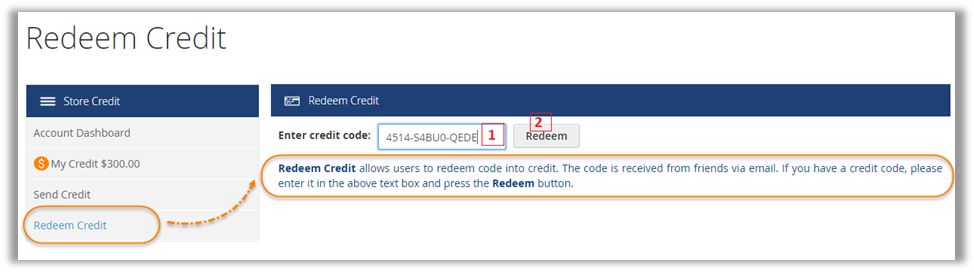 Redeem Credit
Store Credit
Account Dashboard
$ My Credit $300.00
Send Credit
Redeem Credit
Redeem Credit
Enter credit code: 4514-S4BU0-QEDE 1 2 Redeem
Redeem Credit allows users to redeem code into credit. The code is received from friends via email. If you have a credit code, please
enter it in the above text box and press the Redeem button.